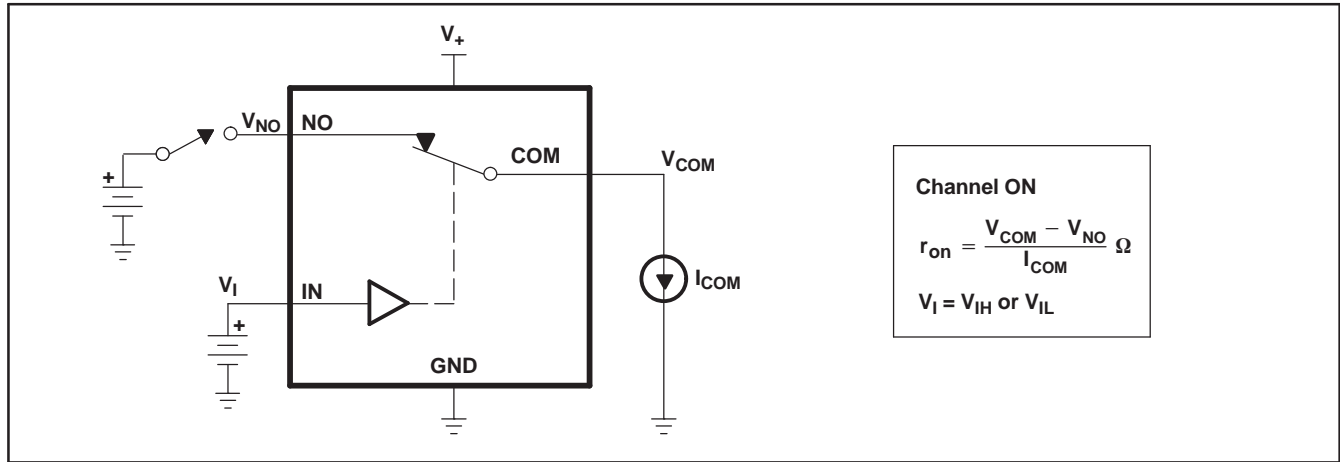 V+
VNO NO
COM
VCOM
+
ICOM
VI IN
+
GND
Channel ON
ron = VCOM − VNO / ICOM Ω
VI = VIH or VIL